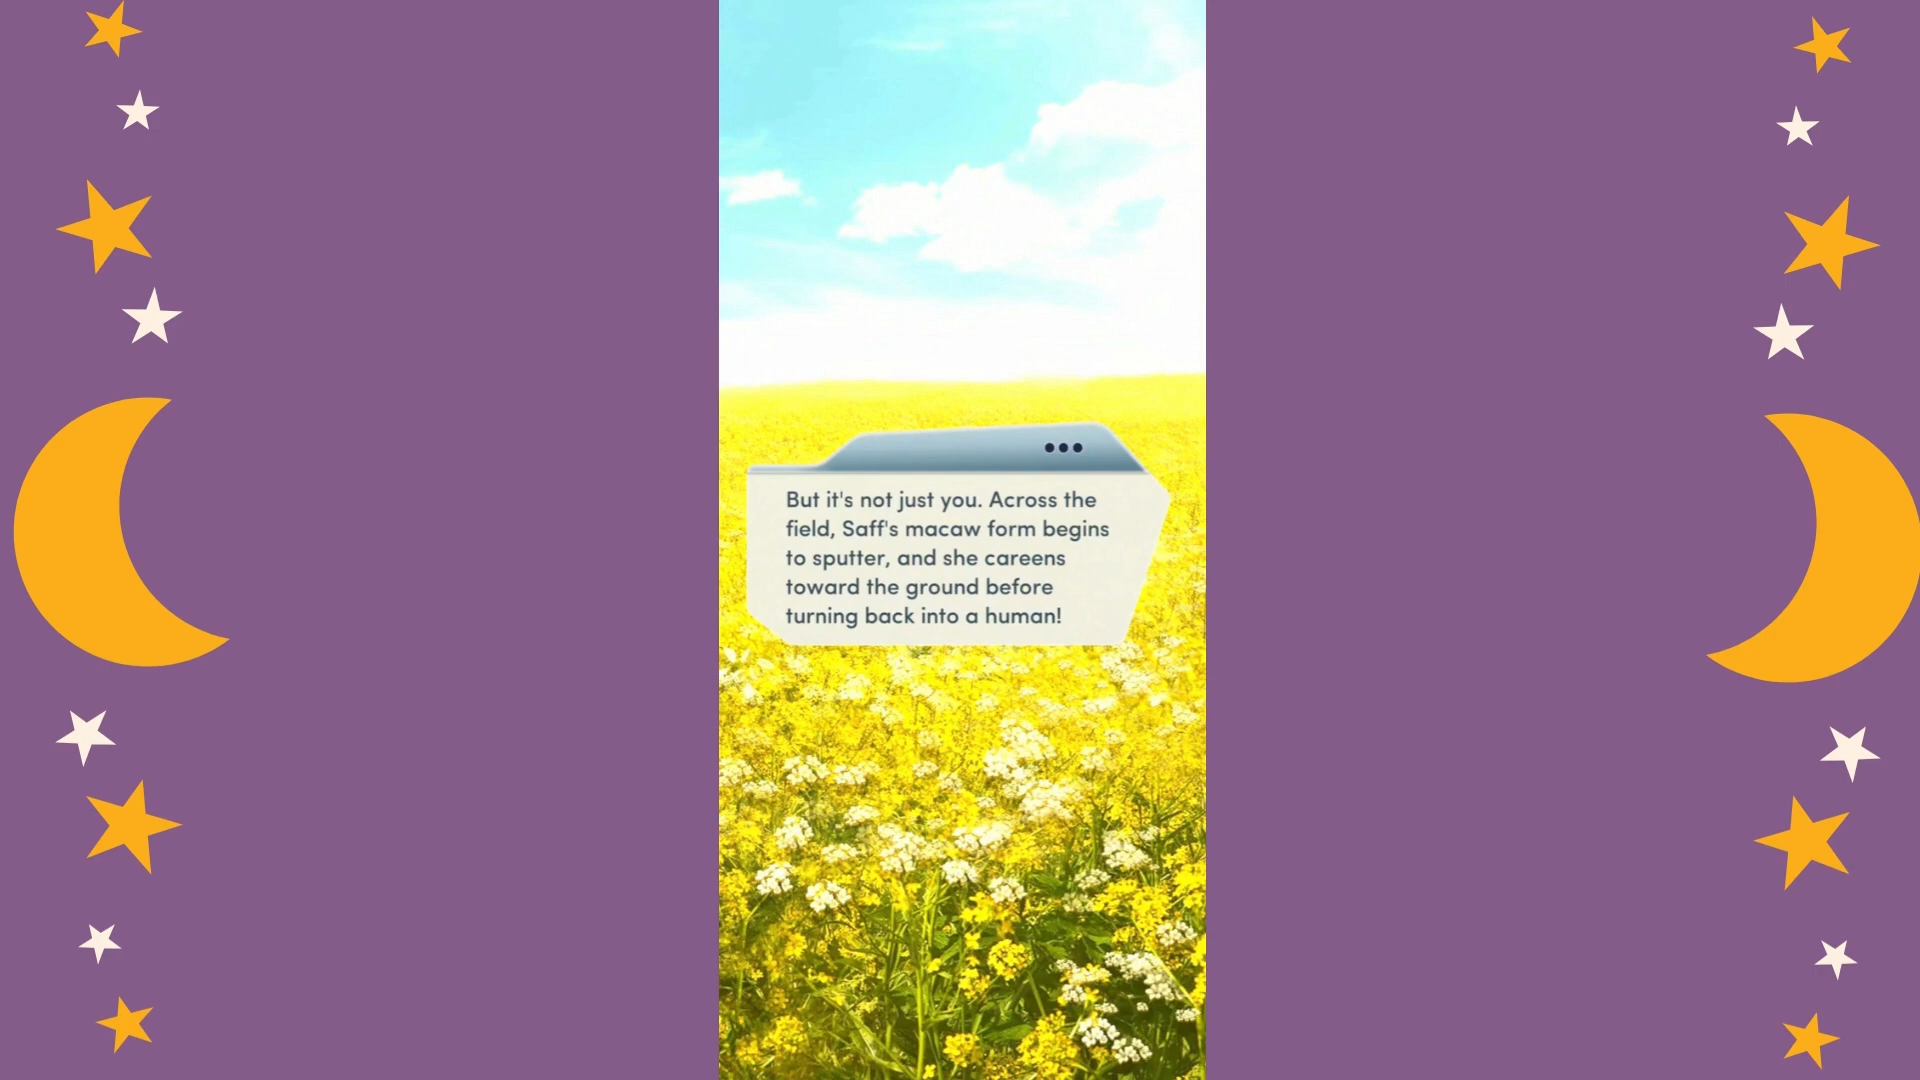 But it's not just you. Across the
field, Saff's macaw form begins
to sputter, and she careens
toward the ground before
turning back into a human!